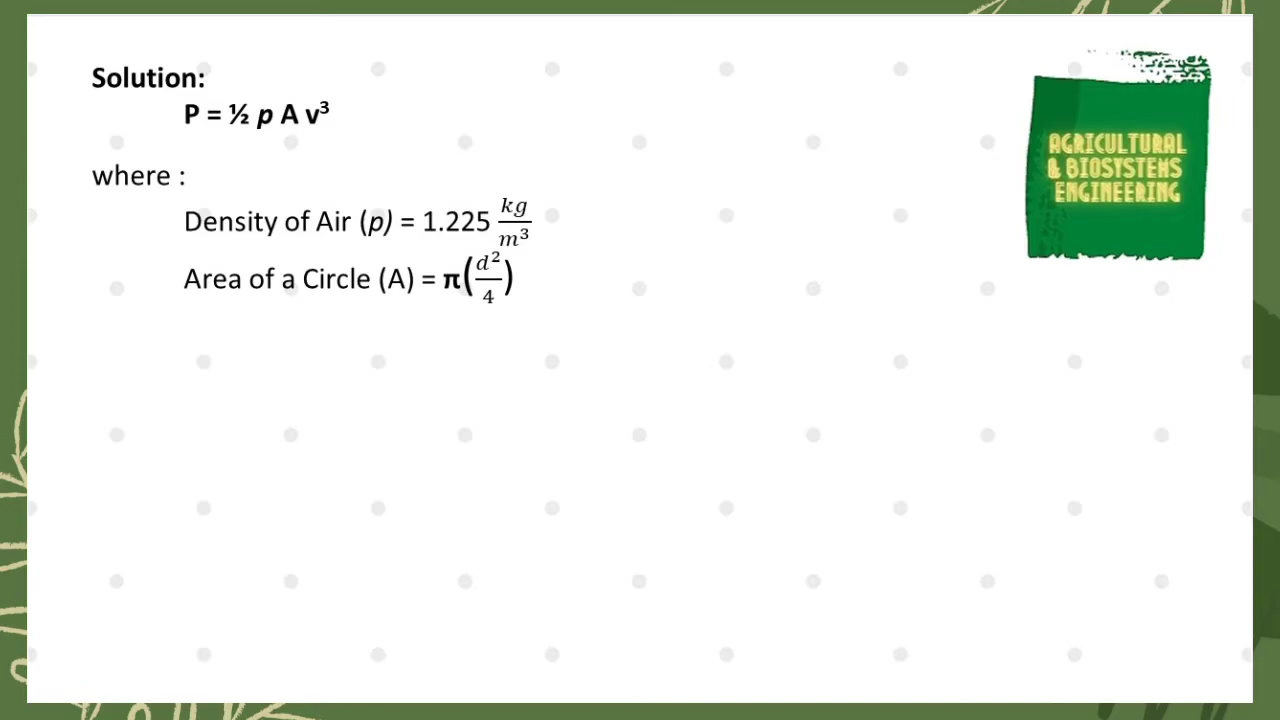 Solution:
P = ½ p A v³
where :
Density of Air (p) = 1.225 kg/m³
Area of a Circle (A) = π(d²/4)
AGRICULTURAL
& BIOSYSTEMS
ENGINEERING